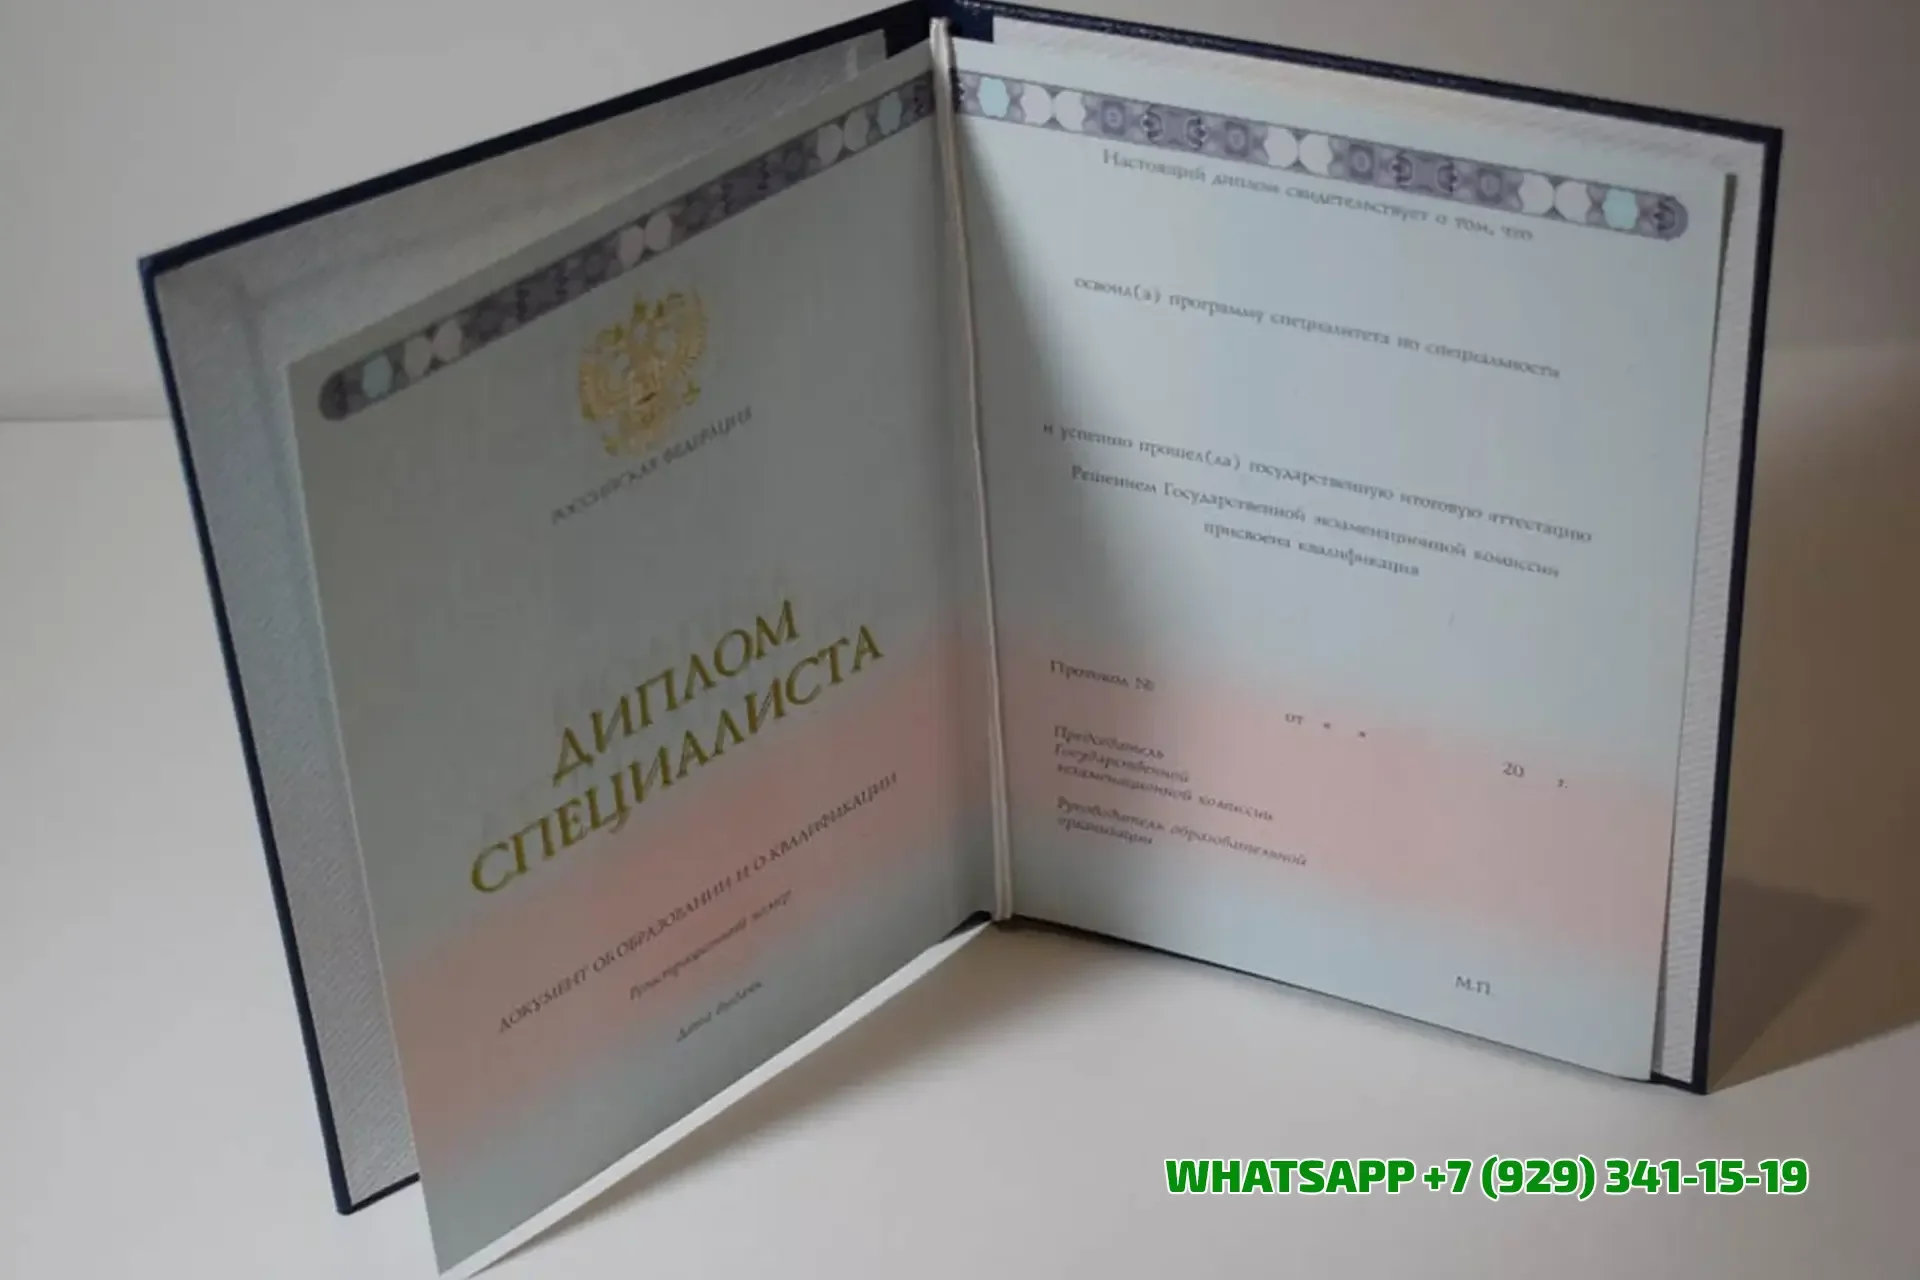 РОССИЙСКАЯ ФЕДЕРАЦИЯ
ДИПЛОМ
СПЕЦИАЛИСТА
ДОКУМЕНТ ОБ ОБРАЗОВАНИИ И О КВАЛИФИКАЦИИ
Регистрационный номер
Дата выдачи
Настоящий диплом свидетельствует о том, что
освоил(а) программу специалитета по специальности
и успешно прошел(ла) государственную итоговую аттестацию
Решением Государственной экзаменационной комиссии
присвоена квалификация
Протокол №
от « »
20 г.
Председатель
Государственной
экзаменационной комиссии
Руководитель образовательной
организации
М.П.
WHATSAPP +7 (929) 341-15-19